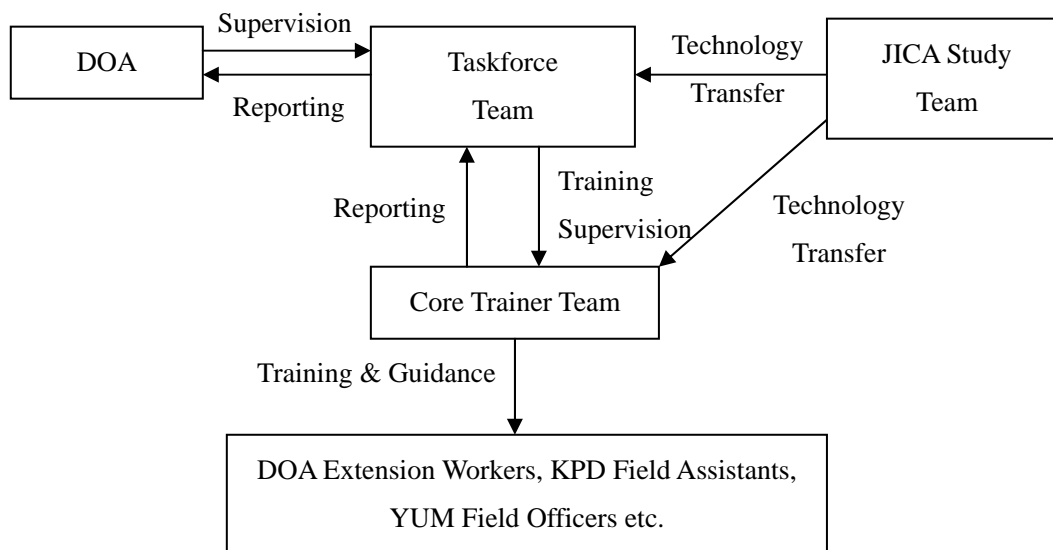 Supervision
DOA
Reporting
Taskforce
Team
Technology
Transfer
JICA Study
Team
Reporting
Training
Supervision
Technology
Transfer
Core Trainer Team
Training & Guidance
DOA Extension Workers, KPD Field Assistants,
YUM Field Officers etc.